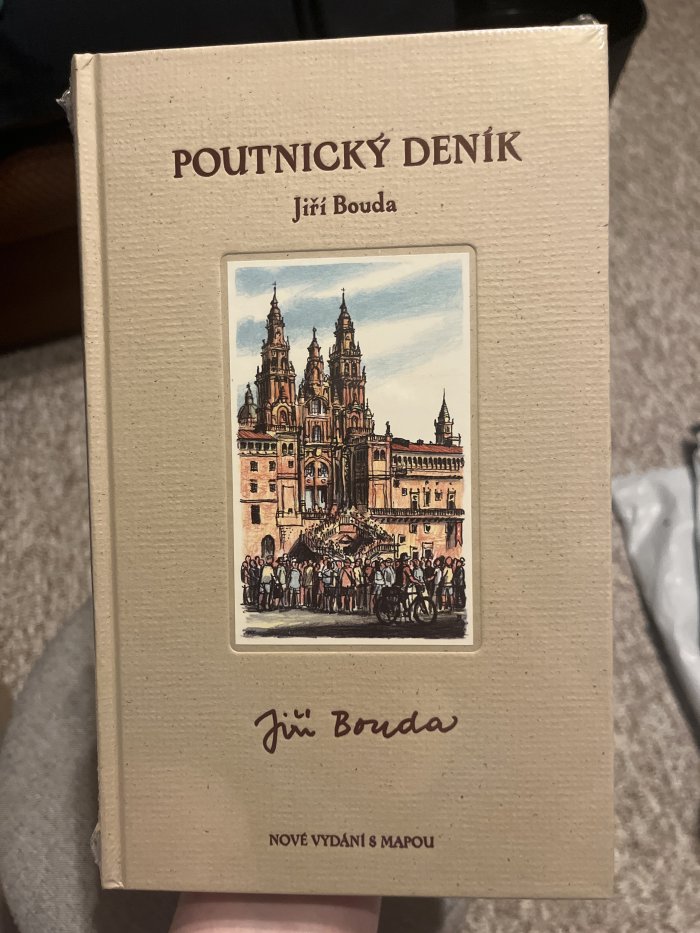 POUTNICKÝ DENÍK
Jiří Bouda
Jiří Bouda
NOVÉ VYDÁNÍ S MAPOU